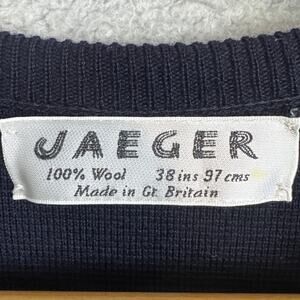 JAEGER
100% Wool 38 ins 97 cms
Made in Gt. Britain